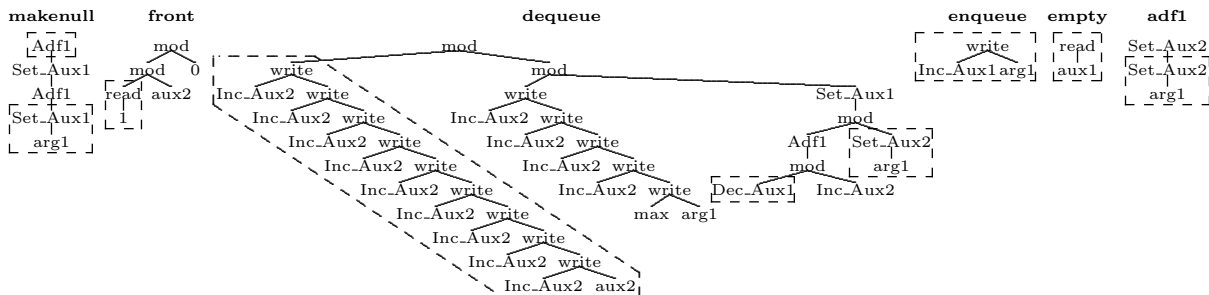 makenull front dequeue enqueue empty adf1
Adf1 mod mod write read Set_Aux2
Set_Aux1 mod 0 write mod Inc_Aux1 arg1 aux1 Set_Aux2
Adf1 read aux2 Inc_Aux2 write write Set_Aux1 arg1
Set_Aux1 1 Inc_Aux2 write Inc_Aux2 write mod
arg1 Inc_Aux2 write Inc_Aux2 write Adf1 Set_Aux2
Inc_Aux2 write Inc_Aux2 write mod arg1
Inc_Aux2 write Inc_Aux2 write Dec_Aux1 Inc_Aux2
Inc_Aux2 write max arg1
Inc_Aux2 write
Inc_Aux2 write
Inc_Aux2 aux2